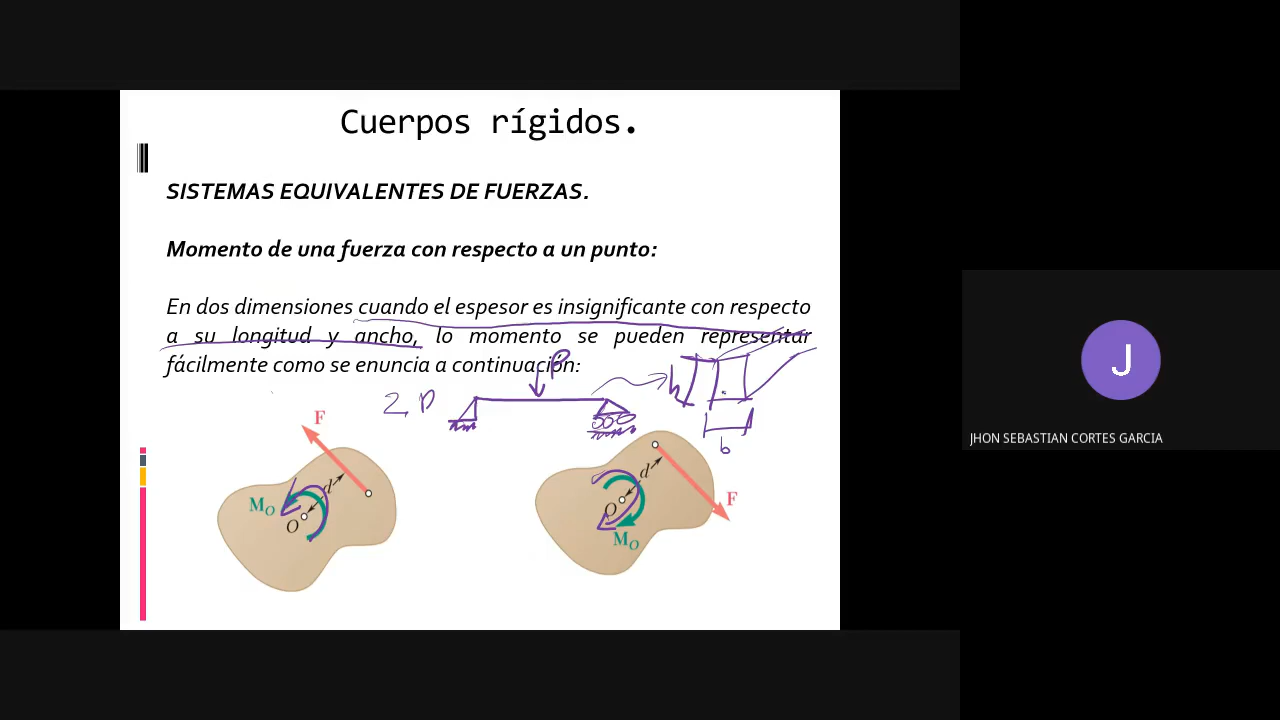 Cuerpos rígidos.
SISTEMAS EQUIVALENTES DE FUERZAS.
Momento de una fuerza con respecto a un punto:
En dos dimensiones cuando el espesor es insignificante con respecto
a su longitud y ancho, lo momento se pueden representar
fácilmente como se enuncia a continuación:
P
2 D
h
b
F
d
M_O
O
d
O
F
M_O
J
JHON SEBASTIAN CORTES GARCIA